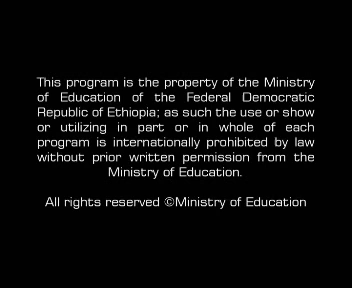 This program is the property of the Ministry
of Education of the Federal Democratic
Republic of Ethiopia; as such the use or show
or utilizing in part or in whole of each
program is internationally prohibited by law
without prior written permission from the
Ministry of Education.
All rights reserved ©Ministry of Education